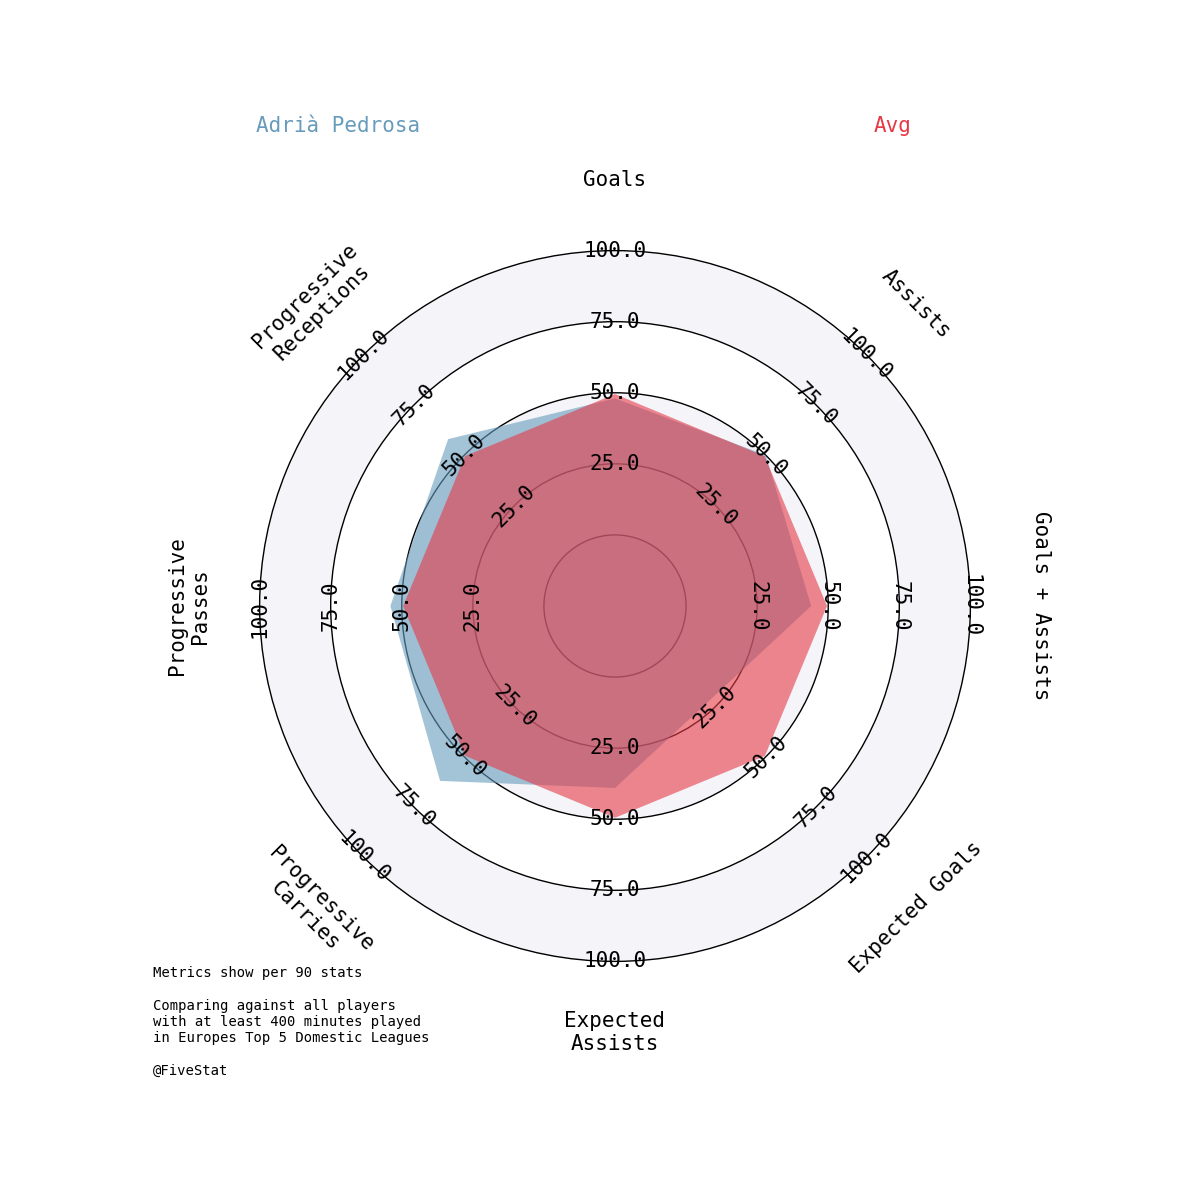 Adrià Pedrosa
Avg
Goals
Progressive
Receptions
Assists
100.0
100.0
100.0
75.0
75.0
75.0
50.0
50.0
50.0
25.0
25.0
25.0
Progressive
Passes
100.0
75.0
50.0
25.0
25.0
50.0
75.0
100.0
Goals + Assists
25.0
25.0
25.0
50.0
50.0
50.0
75.0
75.0
75.0
100.0
100.0
100.0
Progressive
Carries
Expected Goals
Expected
Assists
Metrics show per 90 stats
Comparing against all players
with at least 400 minutes played
in Europes Top 5 Domestic Leagues
@FiveStat